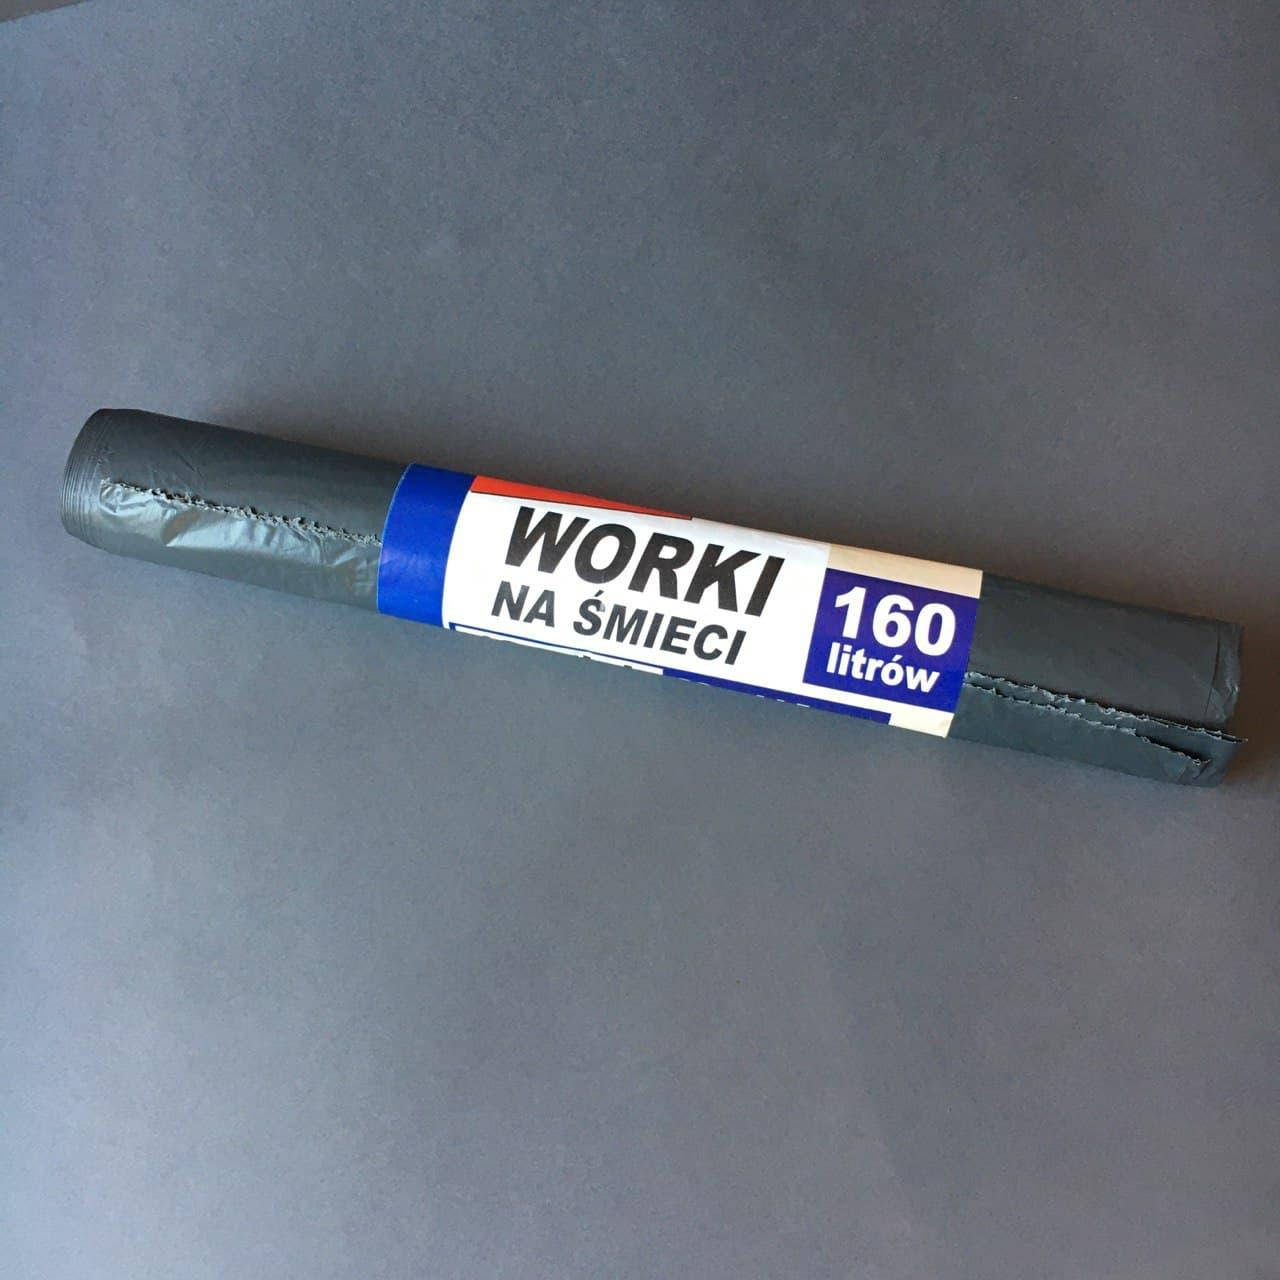 WORKI
NA ŚMIECI
160
litrów